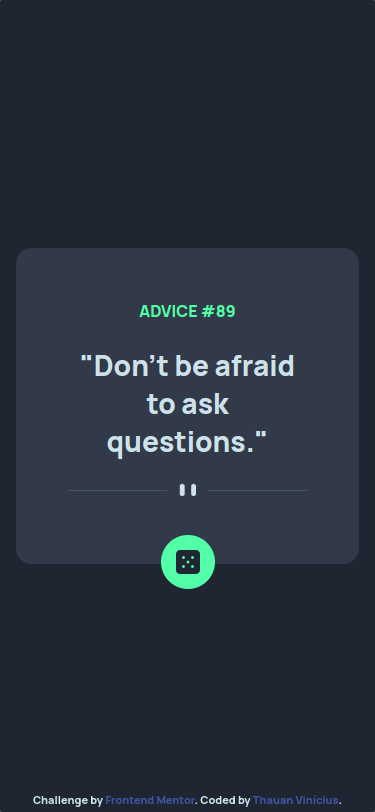 ADVICE #89
"Don't be afraid
to ask
questions."
Challenge by Frontend Mentor. Coded by Thauan Vinícius.